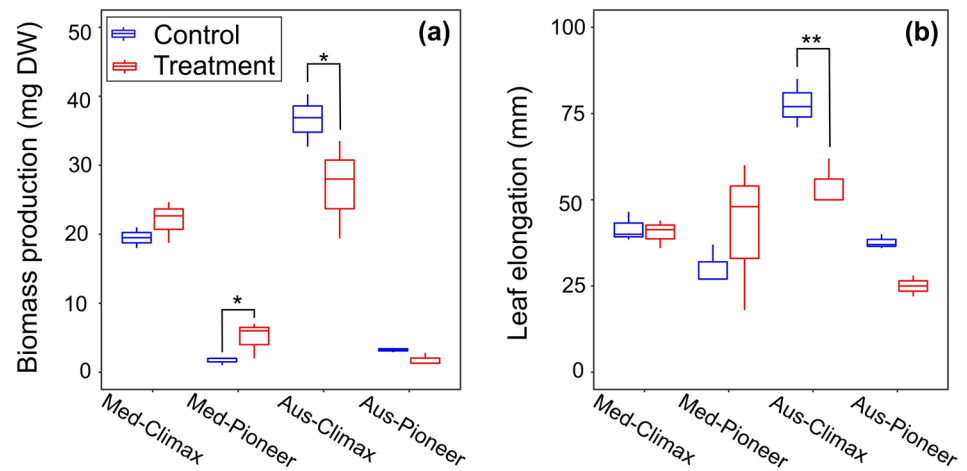 (a)
Control
Treatment
Biomass production (mg DW)
50
40
30
20
10
0
*
*
Med-Climax
Med-Pioneer
Aus-Climax
Aus-Pioneer
(b)
Leaf elongation (mm)
100
75
50
25
0
**
Med-Climax
Med-Pioneer
Aus-Climax
Aus-Pioneer